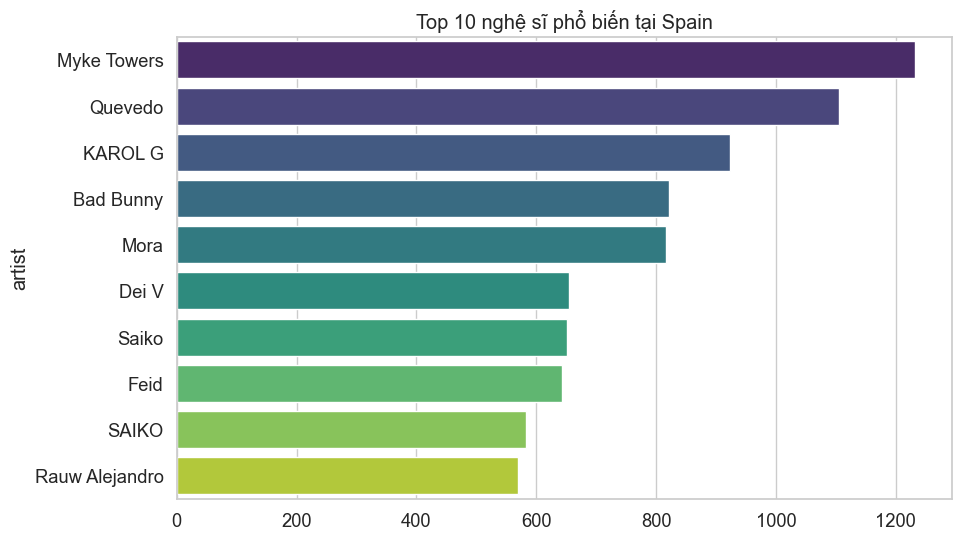 Top 10 nghệ sĩ phổ biến tại Spain
artist
Myke Towers
Quevedo
KAROL G
Bad Bunny
Mora
Dei V
Saiko
Feid
SAIKO
Rauw Alejandro
0 200 400 600 800 1000 1200